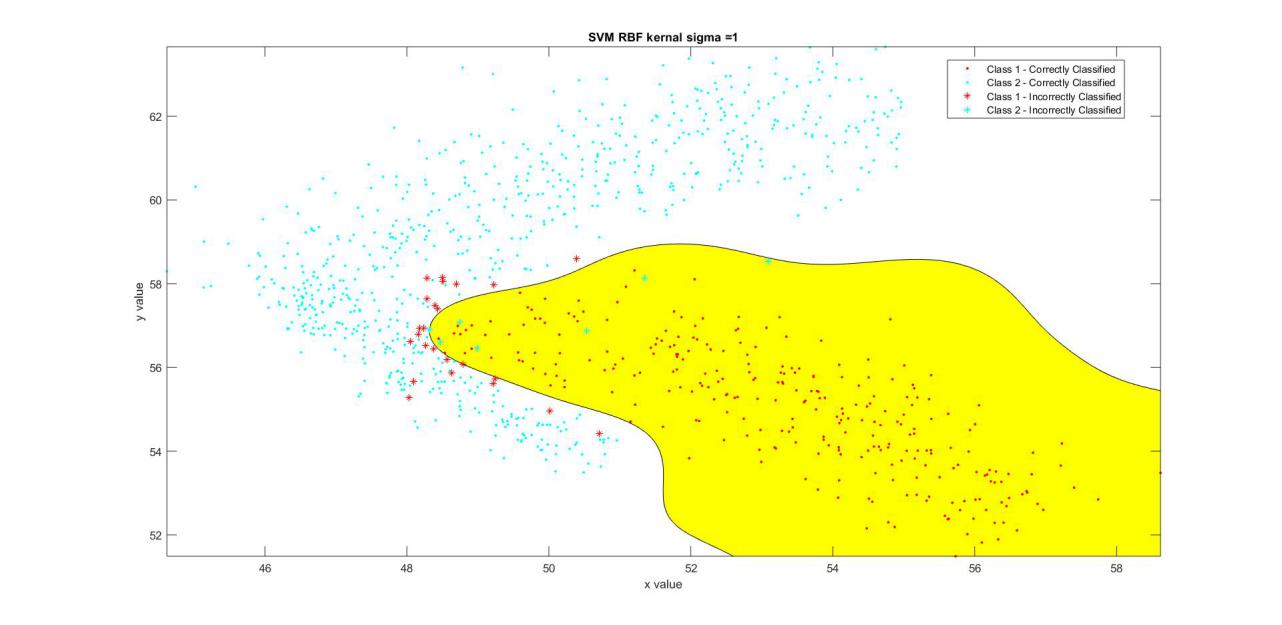 SVM RBF kernal sigma =1
Class 1 - Correctly Classified
Class 2 - Correctly Classified
Class 1 - Incorrectly Classified
Class 2 - Incorrectly Classified
62
60
58
56
54
52
y value
46 48 50 52 54 56 58
x value